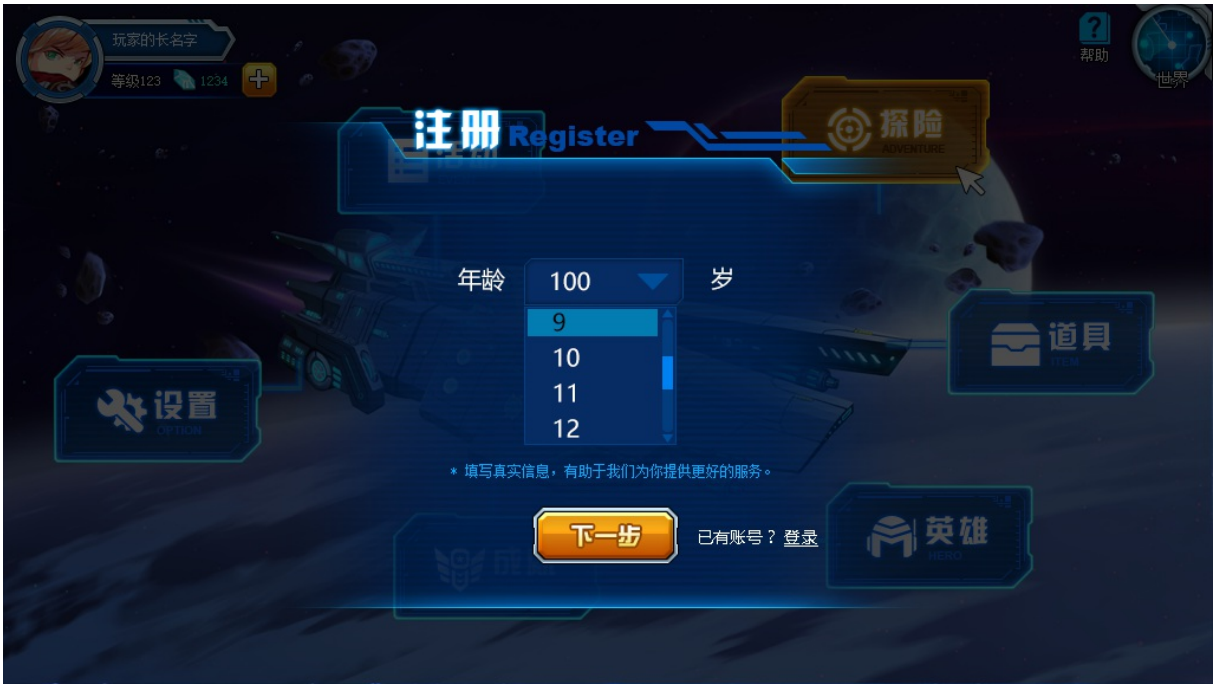 玩家的长名字
等级123 1234
帮助
世界
注册 Register
探险
ADVENTURE
年龄 100 岁
9
10
11
12
道具
ITEM
设置
OPTION
* 填写真实信息，有助于我们为你提供更好的服务。
下一步 已有账号？登录
英雄
HERO